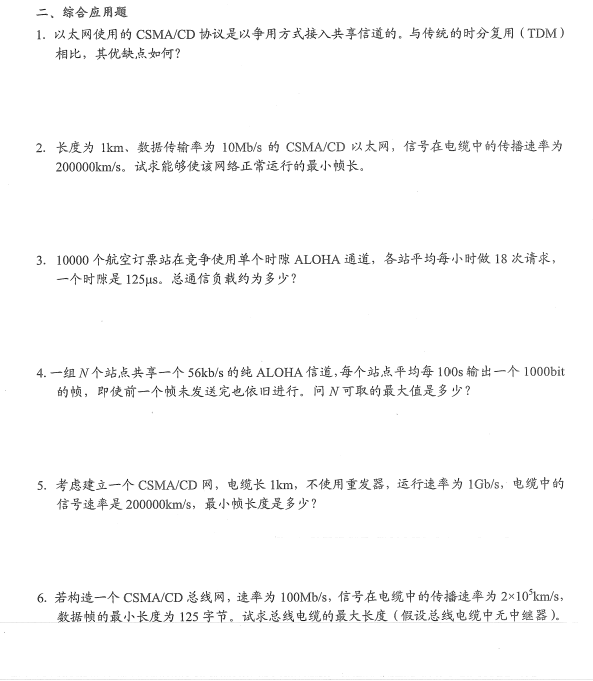 二、综合应用题
1. 以太网使用的 CSMA/CD 协议是以争用方式接入共享信道的。与传统的时分复用（TDM）
相比，其优缺点如何？
2. 长度为 1km、数据传输率为 10Mb/s 的 CSMA/CD 以太网，信号在电缆中的传播速率为
200000km/s。试求能够使该网络正常运行的最小帧长。
3. 10000 个航空订票站在竞争使用单个时隙 ALOHA 通道，各站平均每小时做 18 次请求，
一个时隙是 125μs。总通信负载约为多少？
4. 一组 N 个站点共享一个 56kb/s 的纯 ALOHA 信道，每个站点平均每 100s 输出一个 1000bit
的帧，即使前一个帧未发送完也依旧进行。问 N 可取的最大值是多少？
5. 考虑建立一个 CSMA/CD 网，电缆长 1km，不使用重发器，运行速率为 1Gb/s，电缆中的
信号速率是 200000km/s，最小帧长度是多少？
6. 若构造一个 CSMA/CD 总线网，速率为 100Mb/s，信号在电缆中的传播速率为 2×10⁵km/s，
数据帧的最小长度为 125 字节。试求总线电缆的最大长度（假设总线电缆中无中继器）。